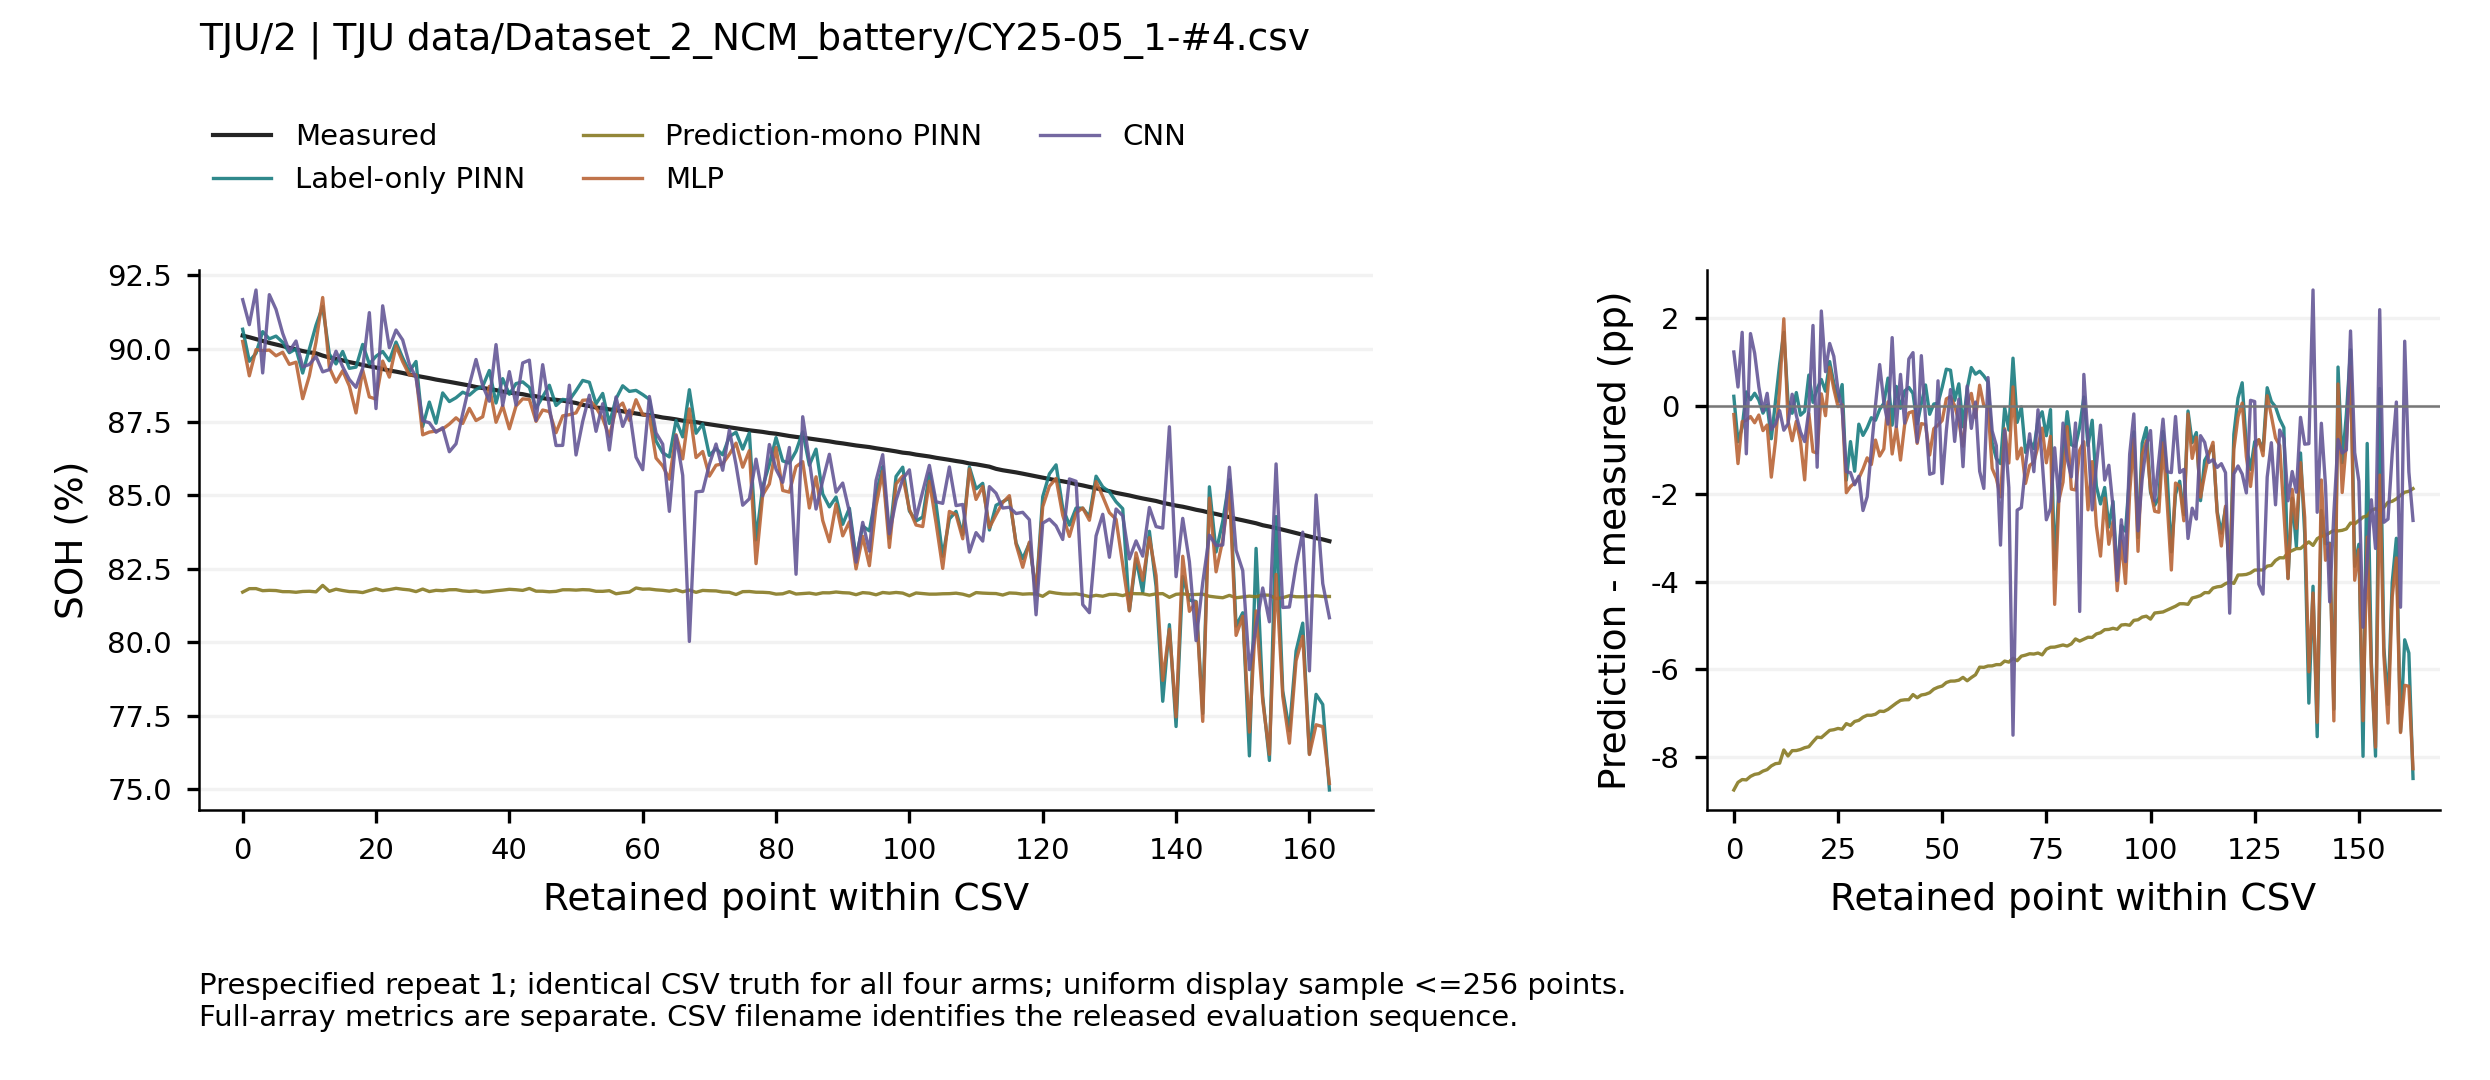 TJU/2 | TJU data/Dataset_2_NCM_battery/CY25-05_1-#4.csv
Measured
Prediction-mono PINN
CNN
Label-only PINN
MLP
SOH (%)
92.5
90.0
87.5
85.0
82.5
80.0
77.5
75.0
0 20 40 60 80 100 120 140 160
Retained point within CSV
Prediction - measured (pp)
2
0
-2
-4
-6
-8
0 25 50 75 100 125 150
Retained point within CSV
Prespecified repeat 1; identical CSV truth for all four arms; uniform display sample <=256 points.
Full-array metrics are separate. CSV filename identifies the released evaluation sequence.